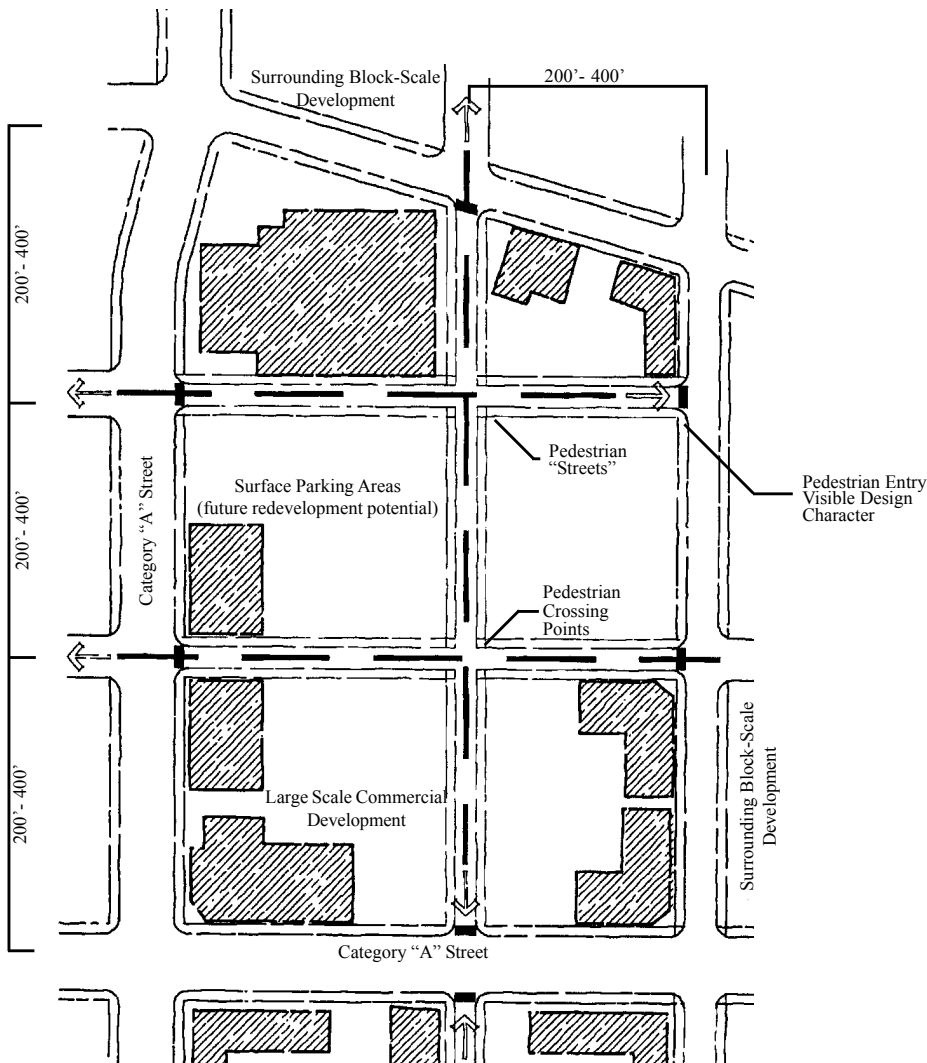 Surrounding Block-Scale
Development
200’- 400’
200’- 400’
Pedestrian
“Streets”
Pedestrian Entry
Visible Design
Character
Surface Parking Areas
(future redevelopment potential)
200’- 400’
Category “A” Street
Pedestrian
Crossing
Points
Large Scale Commercial
Development
200’- 400’
Surrounding Block-Scale
Development
Category “A” Street